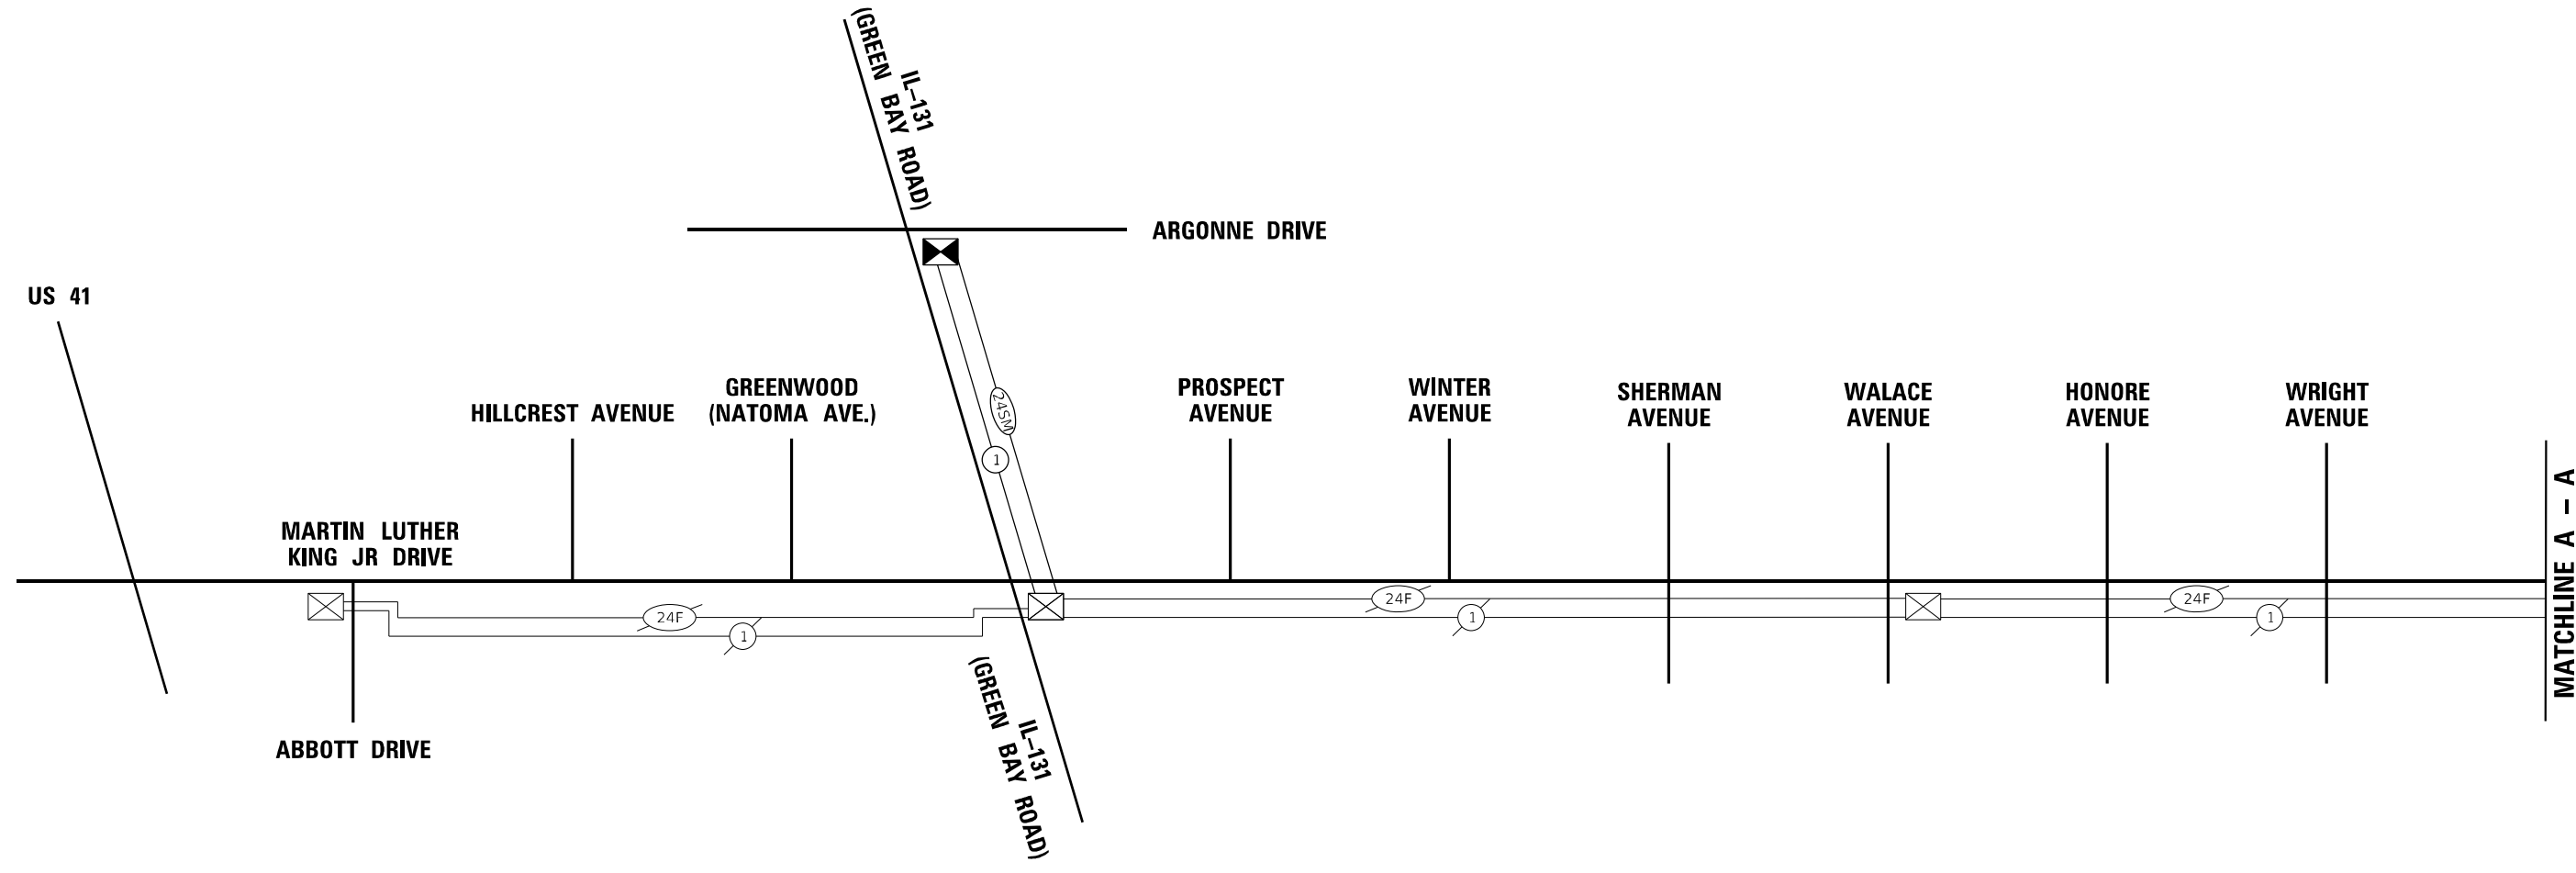 IL-131
(GREEN BAY ROAD)
ARGONNE DRIVE
US 41
HILLCREST AVENUE
GREENWOOD
(NATOMA AVE.)
24SM
1
PROSPECT
AVENUE
WINTER
AVENUE
SHERMAN
AVENUE
WALACE
AVENUE
HONORE
AVENUE
WRIGHT
AVENUE
MATCHLINE A - A
MARTIN LUTHER
KING JR DRIVE
24F
1
24F
1
24F
1
ABBOTT DRIVE
IL-131
(GREEN BAY ROAD)